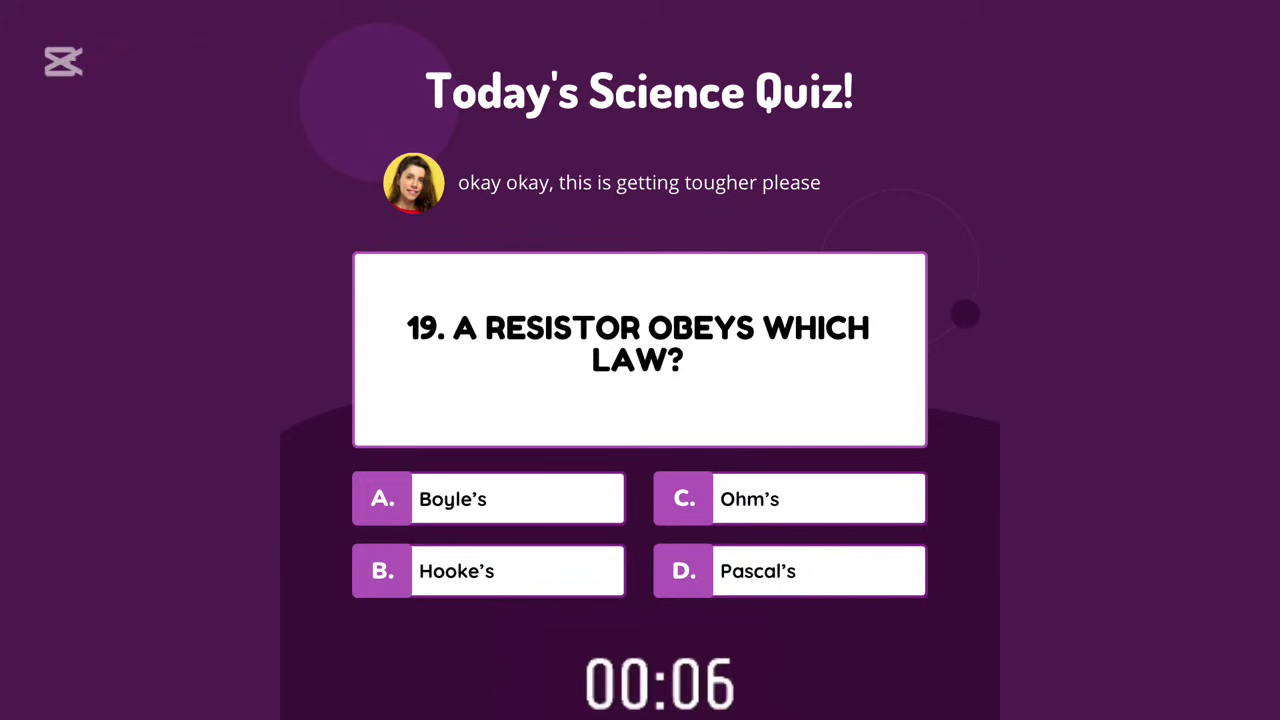 Today's Science Quiz!
okay okay, this is getting tougher please
19. A RESISTOR OBEYS WHICH
LAW?
A. Boyle’s
B. Hooke’s
C. Ohm’s
D. Pascal’s
00:06